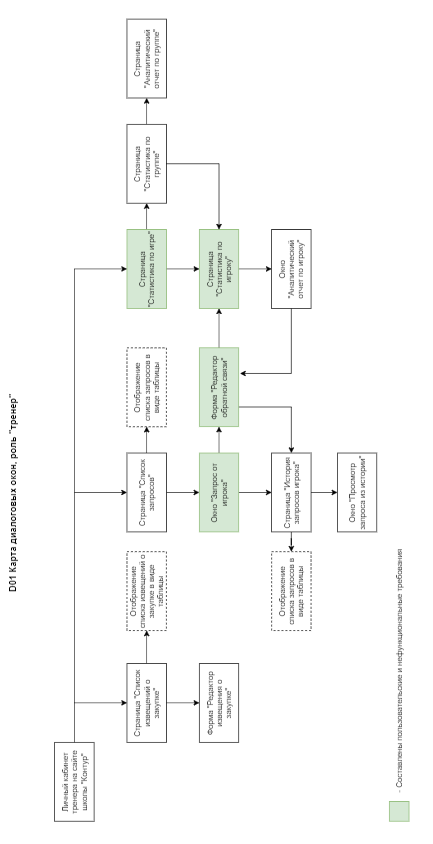 D01 Карта диалоговых окон, роль "тренер"
Личный кабинет
тренера на сайте
школы "Контур"
Страница "Список
извещений о
закупке"
Отображение
списка извещений о
закупке в виде
таблицы
Форма "Редактор
извещения о
закупке"
Страница "Список
запросов"
Отображение
списка запросов в
виде таблицы
Окно "Запрос от
игрока"
Форма "Редактор
обратной связи"
Страница "История
запросов игрока"
Отображение
списка запросов в
виде таблицы
Окно "Просмотр
запроса из истории"
Страница
"Статистика по игре"
Страница
"Статистика по
игроку"
Окно
"Аналитический
отчет по игроку"
Страница
"Статистика по
группе"
Страница
"Аналитический
отчет по группе"
- Составлены пользовательские и нефункциональные требования